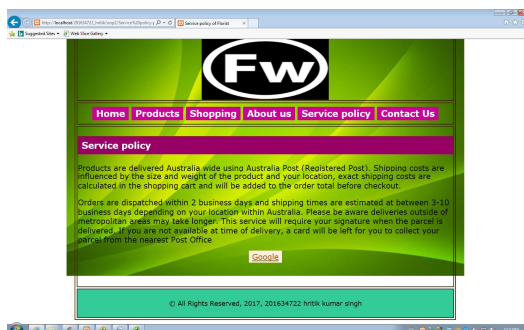 http://localhost:201634722_hritik/
Service policy of Florist
Suggested Sites
Web Slice Gallery
Fw
Home Products Shopping About us Service policy Contact Us
Service policy
Products are delivered Australia wide using Australia Post (Registered Post). Shipping costs are
influenced by the size and weight of the product and your location, exact shipping costs are
calculated in the shopping cart and will be added to the order total before checkout.
Orders are dispatched within 2 business days and shipping times are estimated at between 3-10
business days depending on your location within Australia. Please be aware deliveries outside of
metropolitan areas may take longer. This service will require your signature when the parcel is
delivered. If you are not available at time of delivery, a card will be left for you to collect your
parcel from the nearest Post Office
Google
© All Rights Reserved, 2017, 201634722 hritik kumar singh